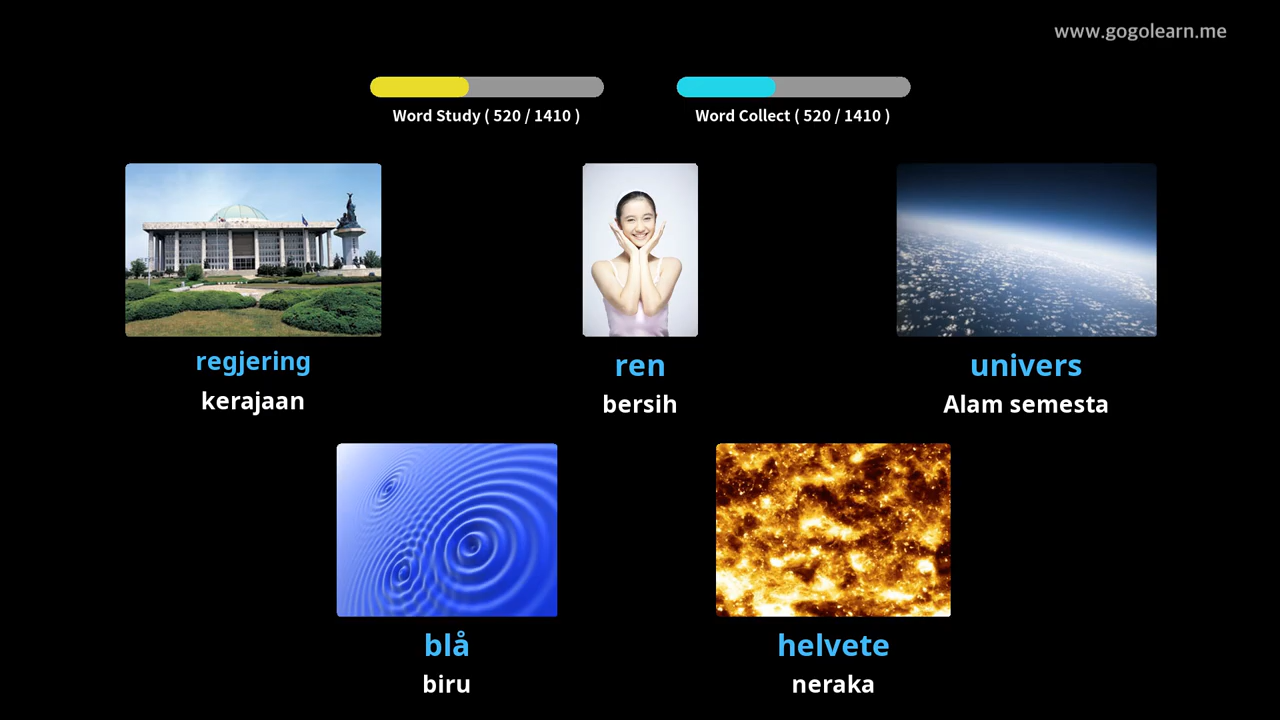 www.gogolearn.me
Word Study ( 520 / 1410 )
Word Collect ( 520 / 1410 )
regjering
kerajaan
ren
bersih
univers
Alam semesta
blå
biru
helvete
neraka